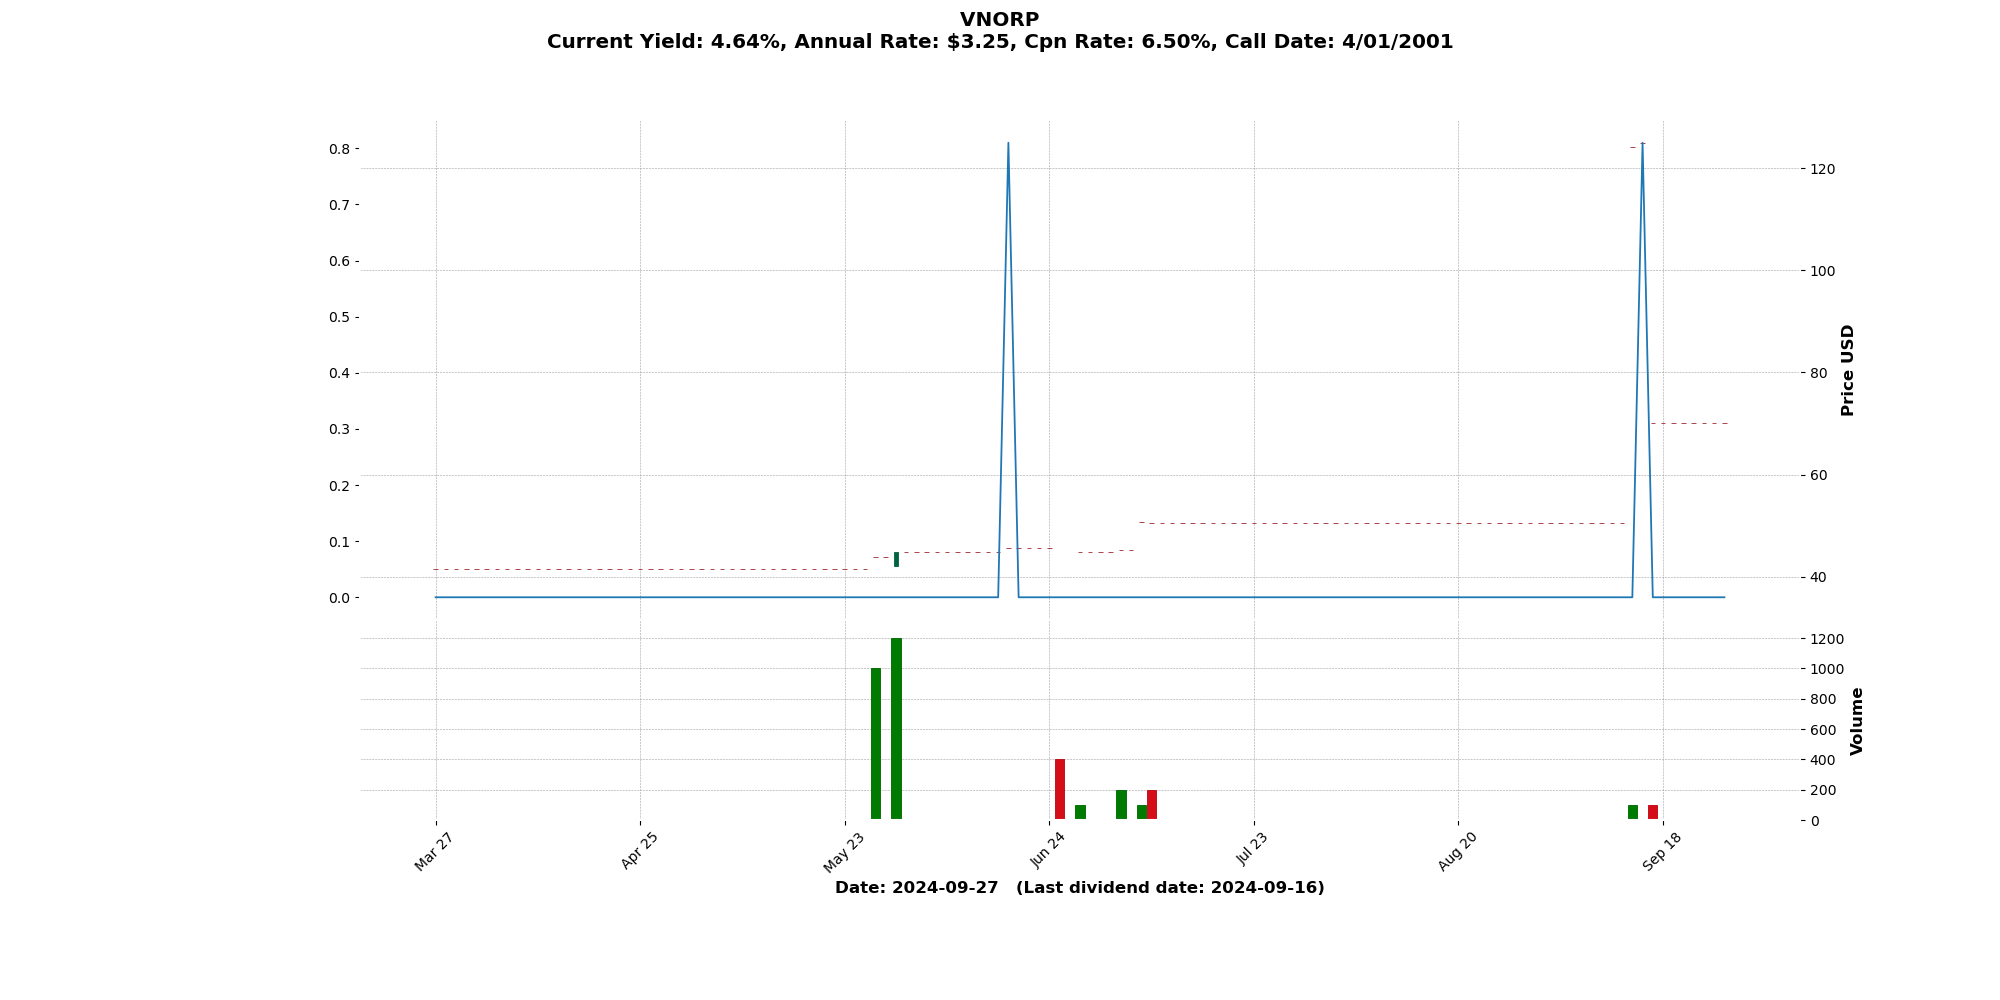 VNORP
Current Yield: 4.64%, Annual Rate: $3.25, Cpn Rate: 6.50%, Call Date: 4/01/2001
0.8
0.7
0.6
0.5
0.4
0.3
0.2
0.1
0.0
120
100
80
60
40
Price USD
1200
1000
800
600
400
200
0
Volume
Mar 27
Apr 25
May 23
Jun 24
Jul 23
Aug 20
Sep 18
Date: 2024-09-27   (Last dividend date: 2024-09-16)